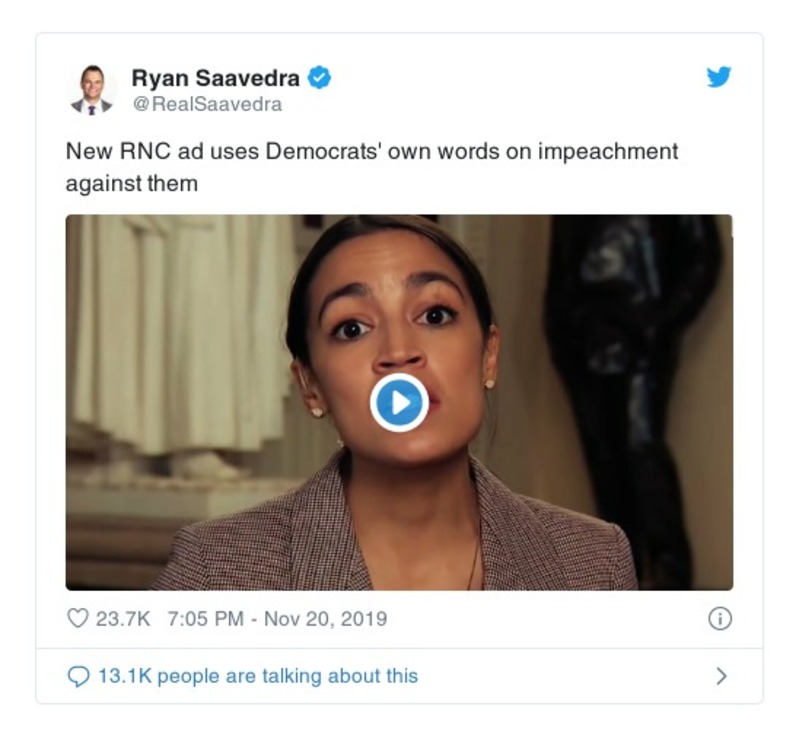 Ryan Saavedra
@RealSaavedra
New RNC ad uses Democrats' own words on impeachment
against them
23.7K 7:05 PM - Nov 20, 2019
13.1K people are talking about this